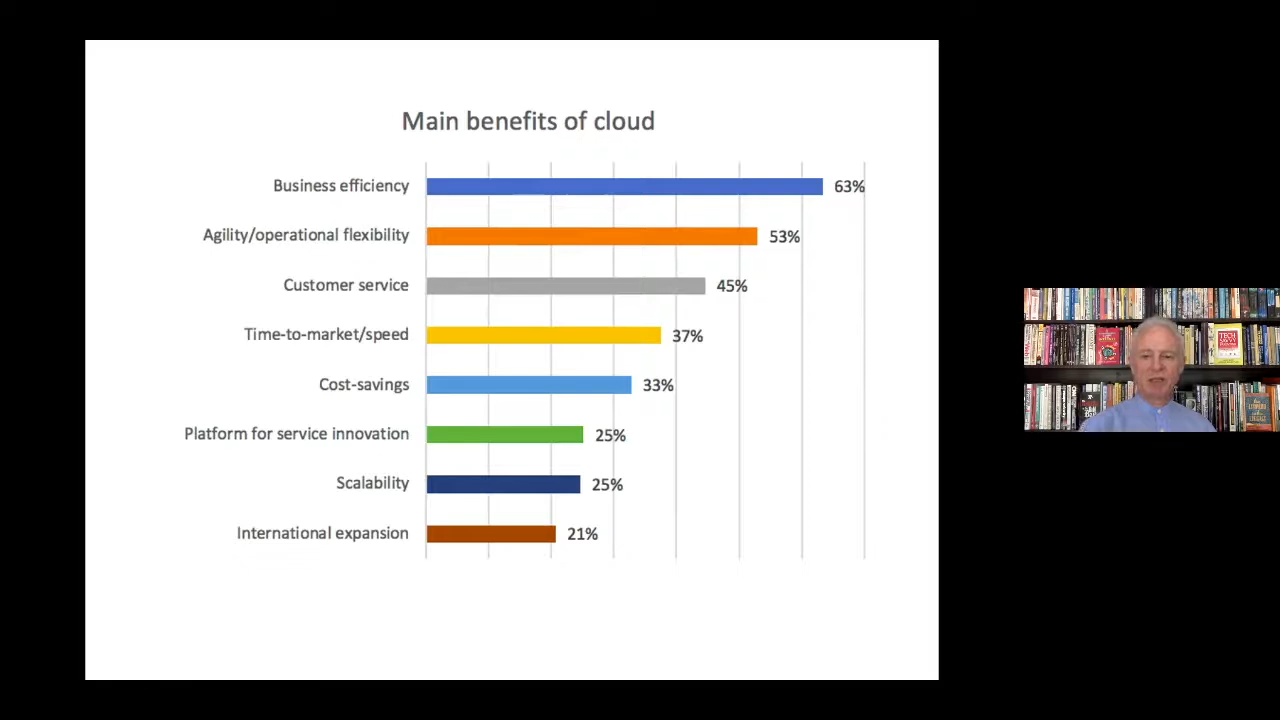 Main benefits of cloud
Business efficiency 63%
Agility/operational flexibility 53%
Customer service 45%
Time-to-market/speed 37%
Cost-savings 33%
Platform for service innovation 25%
Scalability 25%
International expansion 21%
TECH